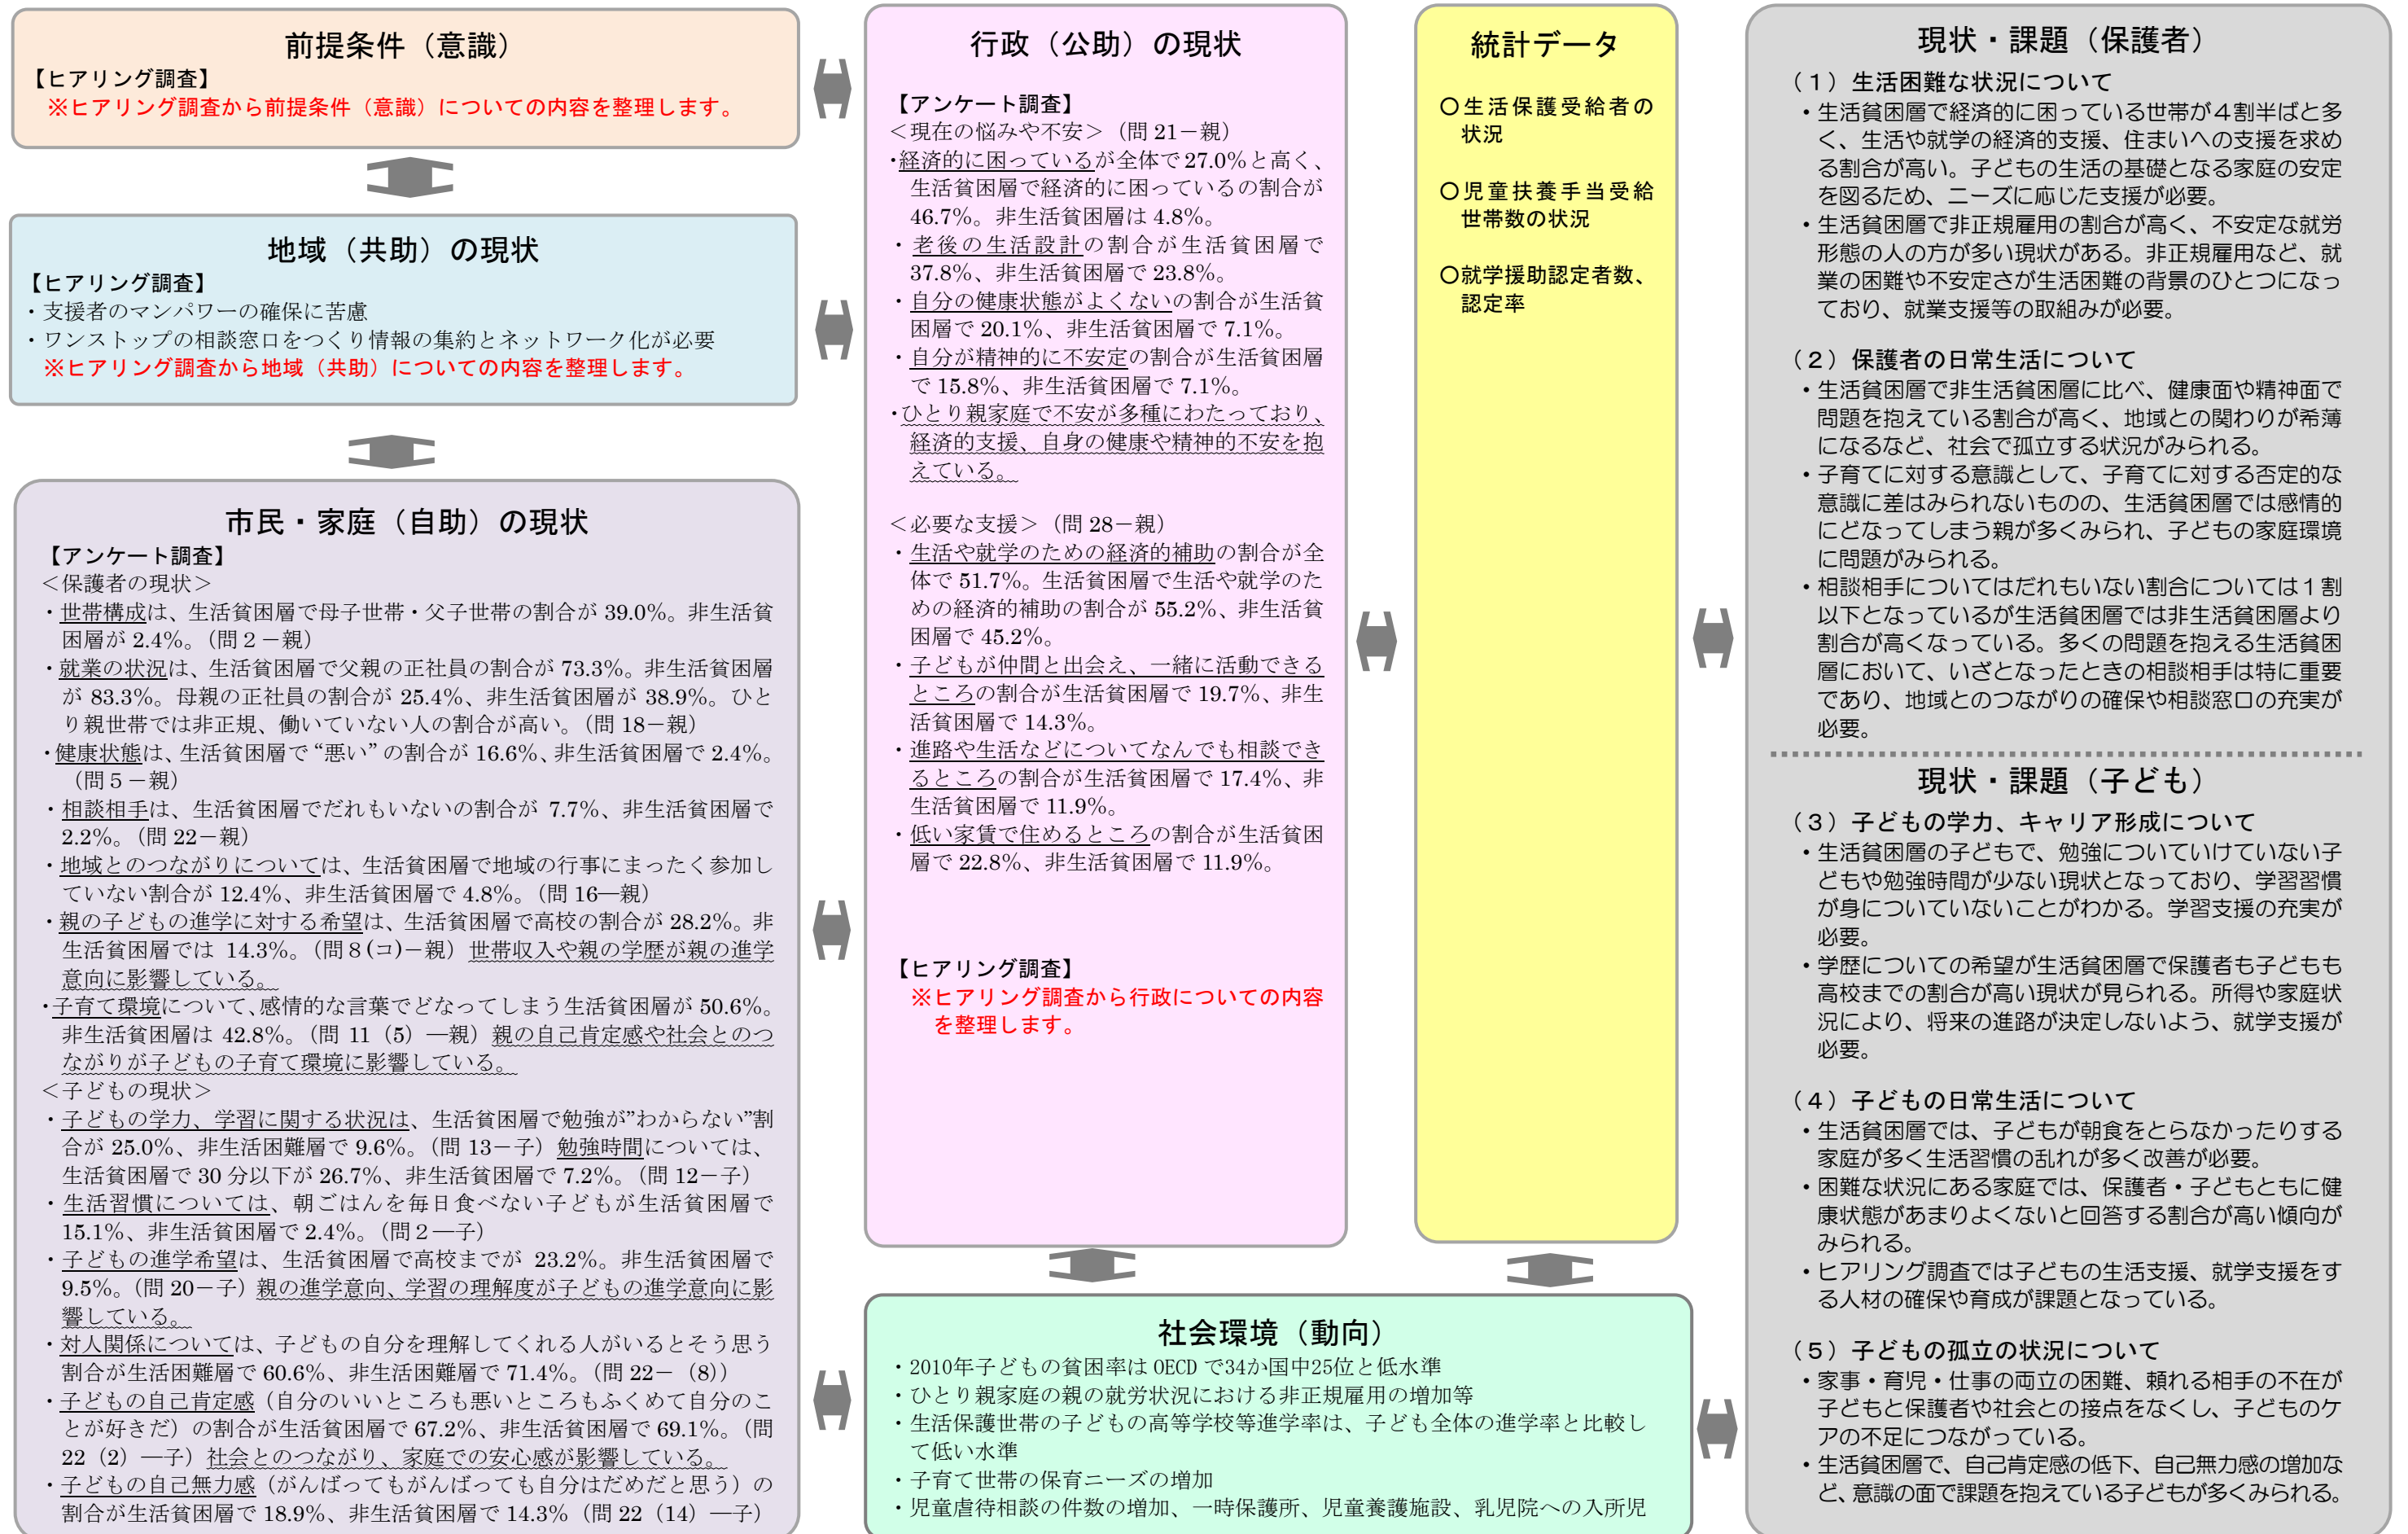 前提条件（意識）
【ヒアリング調査】
※ヒアリング調査から前提条件（意識）についての内容を整理します。
地域（共助）の現状
【ヒアリング調査】
・支援者のマンパワーの確保に苦慮
・ワンストップの相談窓口をつくり情報の集約とネットワーク化が必要
※ヒアリング調査から地域（共助）についての内容を整理します。
市民・家庭（自助）の現状
【アンケート調査】
＜保護者の現状＞
・世帯構成は、生活貧困層で母子世帯・父子世帯の割合が 39.0%。非生活貧
困層が 2.4%。（問２－親）
・就業の状況は、生活貧困層で父親の正社員の割合が 73.3%。非生活貧困層
が 83.3%。母親の正社員の割合が 25.4%、非生活貧困層が 38.9%。ひと
り親世帯では非正規、働いていない人の割合が高い。（問 18－親）
・健康状態は、生活貧困層で“悪い”の割合が 16.6%、非生活貧困層で 2.4%。
（問５－親）
・相談相手は、生活貧困層でだれもいないの割合が 7.7%、非生活貧困層で
2.2%。（問 22－親）
・地域とのつながりについては、生活貧困層で地域の行事にまったく参加し
ていない割合が 12.4%、非生活貧困層で 4.8%。（問 16―親）
・親の子どもの進学に対する希望は、生活貧困層で高校の割合が 28.2%。非
生活貧困層では 14.3%。（問８(コ)－親）世帯収入や親の学歴が親の進学
意向に影響している。
・子育て環境について、感情的な言葉でどなってしまう生活貧困層が 50.6%。
非生活貧困層は 42.8%。（問 11（5）―親）親の自己肯定感や社会とのつ
ながりが子どもの子育て環境に影響している。
＜子どもの現状＞
・子どもの学力、学習に関する状況は、生活貧困層で勉強が”わからない”割
合が 25.0%、非生活困難層で 9.6%。（問 13－子）勉強時間については、
生活貧困層で 30 分以下が 26.7%、非生活貧困層で 7.2%。（問 12－子）
・生活習慣については、朝ごはんを毎日食べない子どもが生活貧困層で
15.1%、非生活貧困層で 2.4%。（問２―子）
・子どもの進学希望は、生活貧困層で高校までが 23.2%。非生活貧困層で
9.5%。（問 20－子）親の進学意向、学習の理解度が子どもの進学意向に影
響している。
・対人関係については、子どもの自分を理解してくれる人がいるとそう思う
割合が生活困難層で 60.6%、非生活困難層で 71.4%。（問 22－（8））
・子どもの自己肯定感（自分のいいところも悪いところもふくめて自分のこ
とが好きだ）の割合が生活貧困層で 67.2%、非生活貧困層で 69.1%。（問
22（2）―子）社会とのつながり、家庭での安心感が影響している。
・子どもの自己無力感（がんばってもがんばっても自分はだめだと思う）の
割合が生活貧困層で 18.9%、非生活貧困層で 14.3%（問 22（14）―子）
行政（公助）の現状
【アンケート調査】
＜現在の悩みや不安＞（問 21－親）
・経済的に困っているが全体で 27.0%と高く、
生活貧困層で経済的に困っているの割合が
46.7%。非生活貧困層は 4.8%。
・老後の生活設計の割合が生活貧困層で
37.8%、非生活貧困層で 23.8%。
・自分の健康状態がよくないの割合が生活貧
困層で 20.1%、非生活貧困層で 7.1%。
・自分が精神的に不安定の割合が生活貧困層
で 15.8%、非生活貧困層で 7.1%。
・ひとり親家庭で不安が多種にわたっており、
経済的支援、自身の健康や精神的不安を抱
えている。
＜必要な支援＞（問 28－親）
・生活や就学のための経済的補助の割合が全
体で 51.7%。生活貧困層で生活や就学のた
めの経済的補助の割合が 55.2%、非生活貧
困層で 45.2%。
・子どもが仲間と出会え、一緒に活動できる
ところの割合が生活貧困層で 19.7%、非生
活貧困層で 14.3%。
・進路や生活などについてなんでも相談でき
るところの割合が生活貧困層で 17.4%、非
生活貧困層で 11.9%。
・低い家賃で住めるところの割合が生活貧困
層で 22.8%、非生活貧困層で 11.9%。
【ヒアリング調査】
※ヒアリング調査から行政についての内容
を整理します。
統計データ
〇生活保護受給者の
状況
〇児童扶養手当受給
世帯数の状況
〇就学援助認定者数、
認定率
社会環境（動向）
・2010年子どもの貧困率は OECD で34か国中25位と低水準
・ひとり親家庭の親の就労状況における非正規雇用の増加等
・生活保護世帯の子どもの高等学校等進学率は、子ども全体の進学率と比較し
て低い水準
・子育て世帯の保育ニーズの増加
・児童虐待相談の件数の増加、一時保護所、児童養護施設、乳児院への入所児
現状・課題（保護者）
（１）生活困難な状況について
・生活貧困層で経済的に困っている世帯が４割半ばと多
く、生活や就学の経済的支援、住まいへの支援を求め
る割合が高い。子どもの生活の基礎となる家庭の安定
を図るため、ニーズに応じた支援が必要。
・生活貧困層で非正規雇用の割合が高く、不安定な就労
形態の人の方が多い現状がある。非正規雇用など、就
業の困難や不安定さが生活困難の背景のひとつになっ
ており、就業支援等の取組みが必要。
（２）保護者の日常生活について
・生活貧困層で非生活貧困層に比べ、健康面や精神面で
問題を抱えている割合が高く、地域との関わりが希薄
になるなど、社会で孤立する状況がみられる。
・子育てに対する意識として、子育てに対する否定的な
意識に差はみられないものの、生活貧困層では感情的
にどなってしまう親が多くみられ、子どもの家庭環境
に問題がみられる。
・相談相手についてはだれもいない割合については１割
以下となっているが生活貧困層では非生活貧困層より
割合が高くなっている。多くの問題を抱える生活貧困
層において、いざとなったときの相談相手は特に重要
であり、地域とのつながりの確保や相談窓口の充実が
必要。
現状・課題（子ども）
（３）子どもの学力、キャリア形成について
・生活貧困層の子どもで、勉強についていけていない子
どもや勉強時間が少ない現状となっており、学習習慣
が身についていないことがわかる。学習支援の充実が
必要。
・学歴についての希望が生活貧困層で保護者も子どもも
高校までの割合が高い現状が見られる。所得や家庭状
況により、将来の進路が決定しないよう、就学支援が
必要。
（４）子どもの日常生活について
・生活貧困層では、子どもが朝食をとらなかったりする
家庭が多く生活習慣の乱れが多く改善が必要。
・困難な状況にある家庭では、保護者・子どもともに健
康状態があまりよくないと回答する割合が高い傾向が
みられる。
・ヒアリング調査では子どもの生活支援、就学支援をす
る人材の確保や育成が課題となっている。
（５）子どもの孤立の状況について
・家事・育児・仕事の両立の困難、頼れる相手の不在が
子どもと保護者や社会との接点をなくし、子どものケ
アの不足につながっている。
・生活貧困層で、自己肯定感の低下、自己無力感の増加な
ど、意識の面で課題を抱えている子どもが多くみられる。